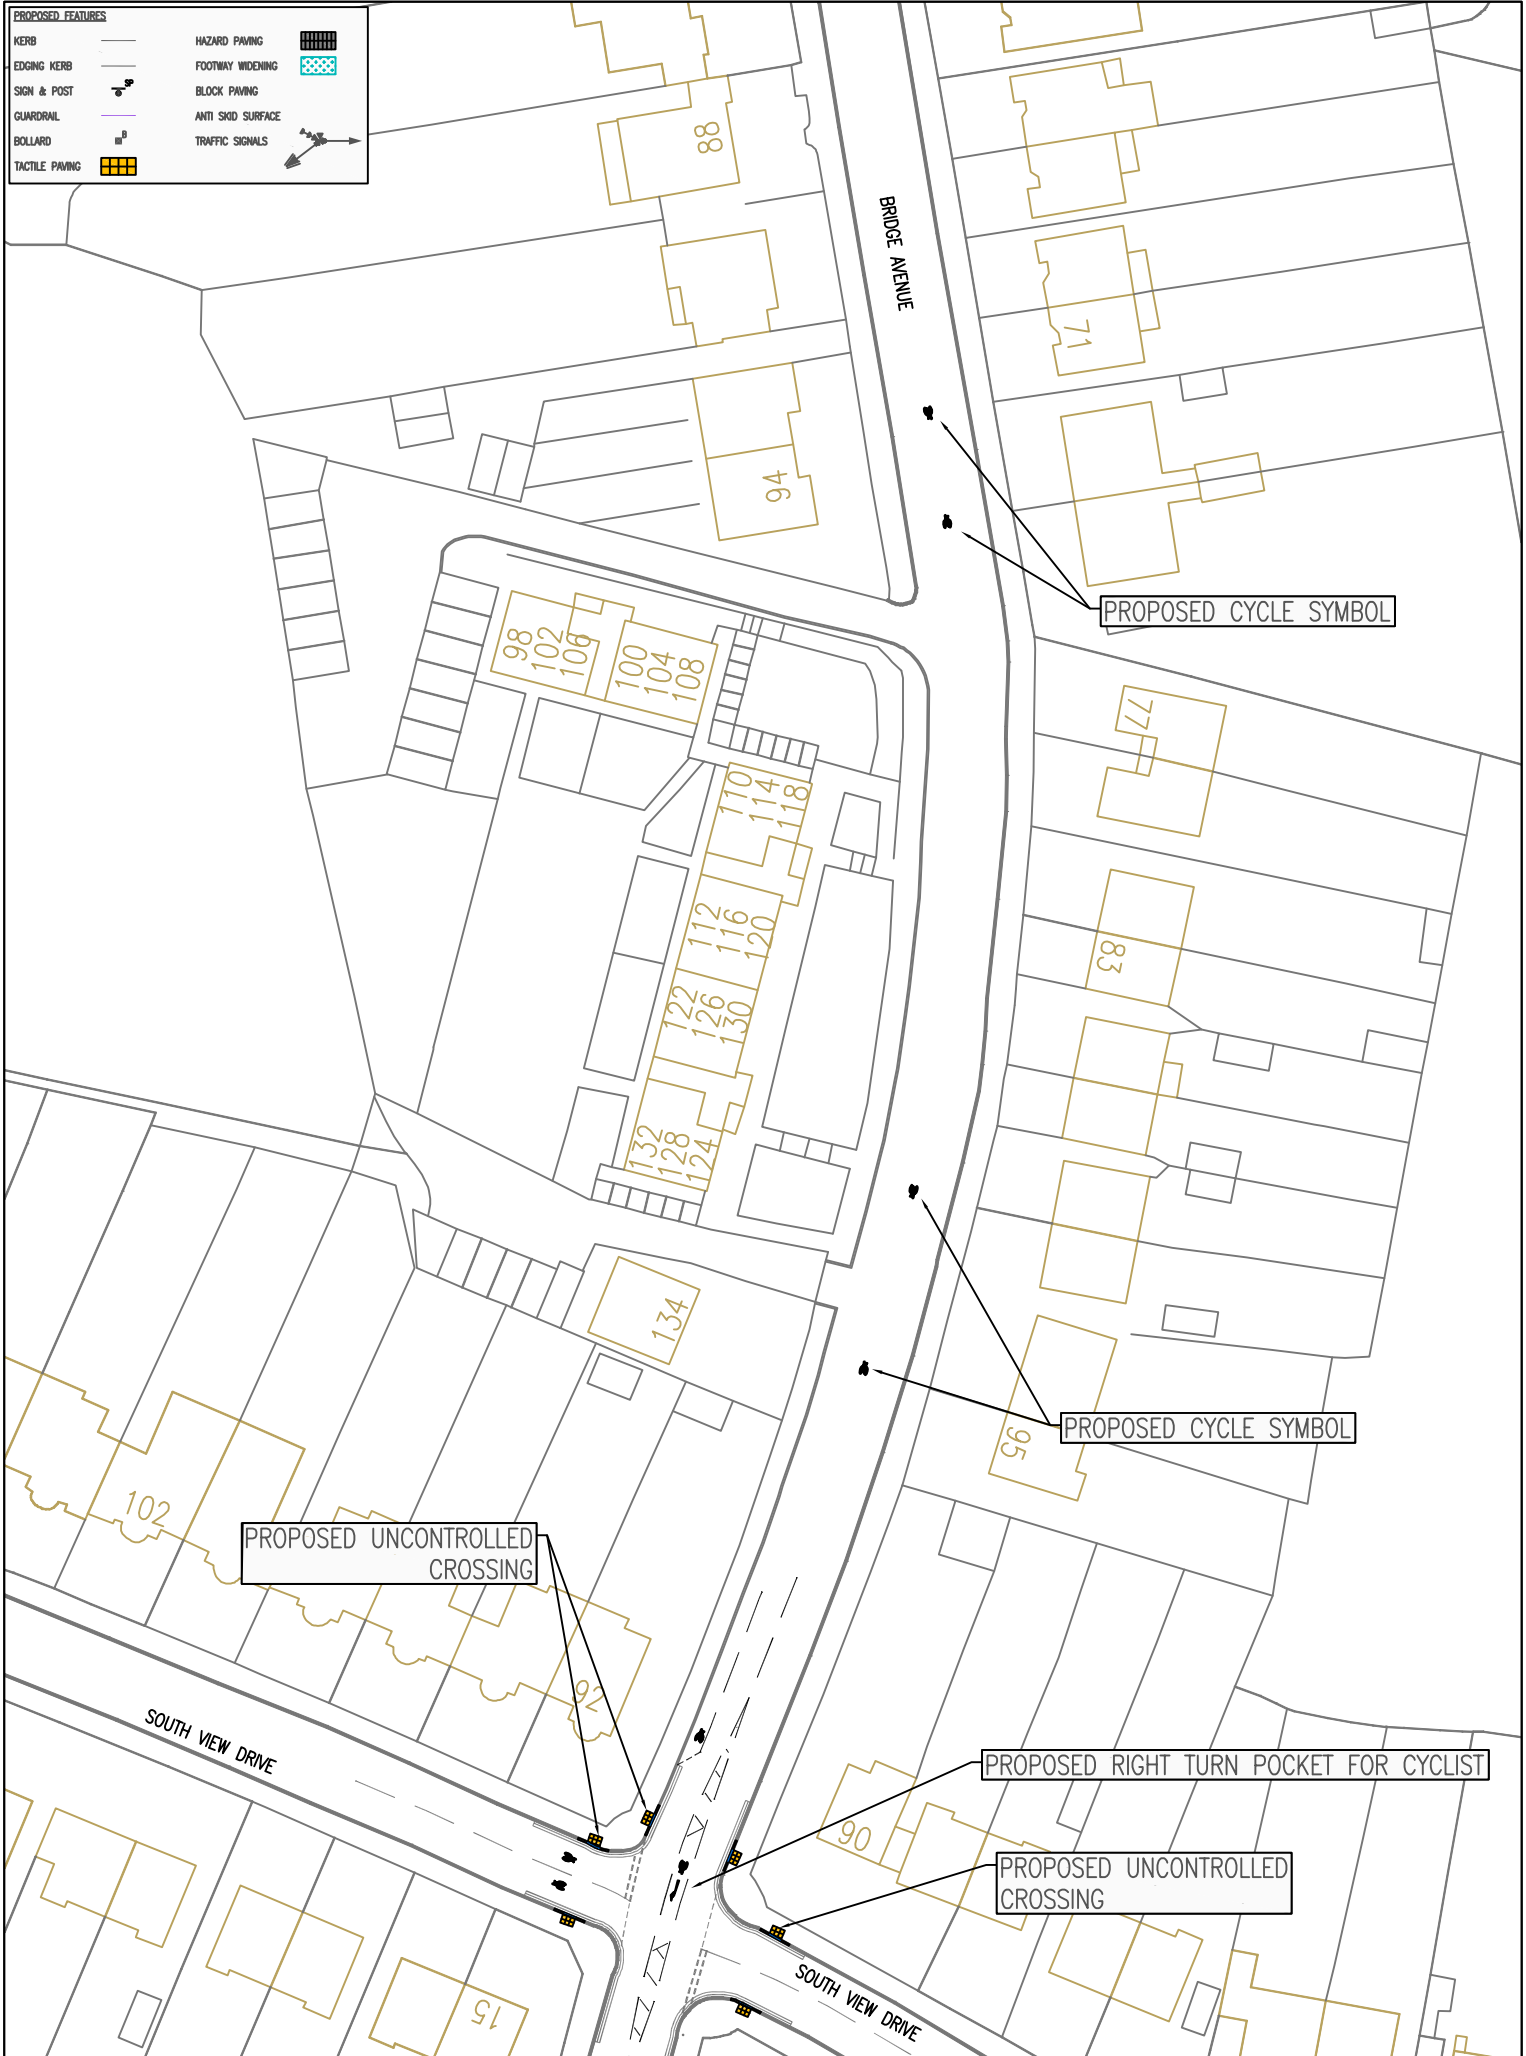 PROPOSED FEATURES
KERB
HAZARD PAVING
EDGING KERB
FOOTWAY WIDENING
SIGN & POST
SP
BLOCK PAVING
GUARDRAIL
ANTI SKID SURFACE
BOLLARD
B
TRAFFIC SIGNALS
TACTILE PAVING
88
BRIDGE AVENUE
71
94
PROPOSED CYCLE SYMBOL
98
102
106
100
104
108
77
110
114
118
112
116
120
83
122
126
130
132
128
124
134
PROPOSED CYCLE SYMBOL
95
102
PROPOSED UNCONTROLLED
CROSSING
92
SOUTH VIEW DRIVE
PROPOSED RIGHT TURN POCKET FOR CYCLIST
90
PROPOSED UNCONTROLLED
CROSSING
SOUTH VIEW DRIVE
15